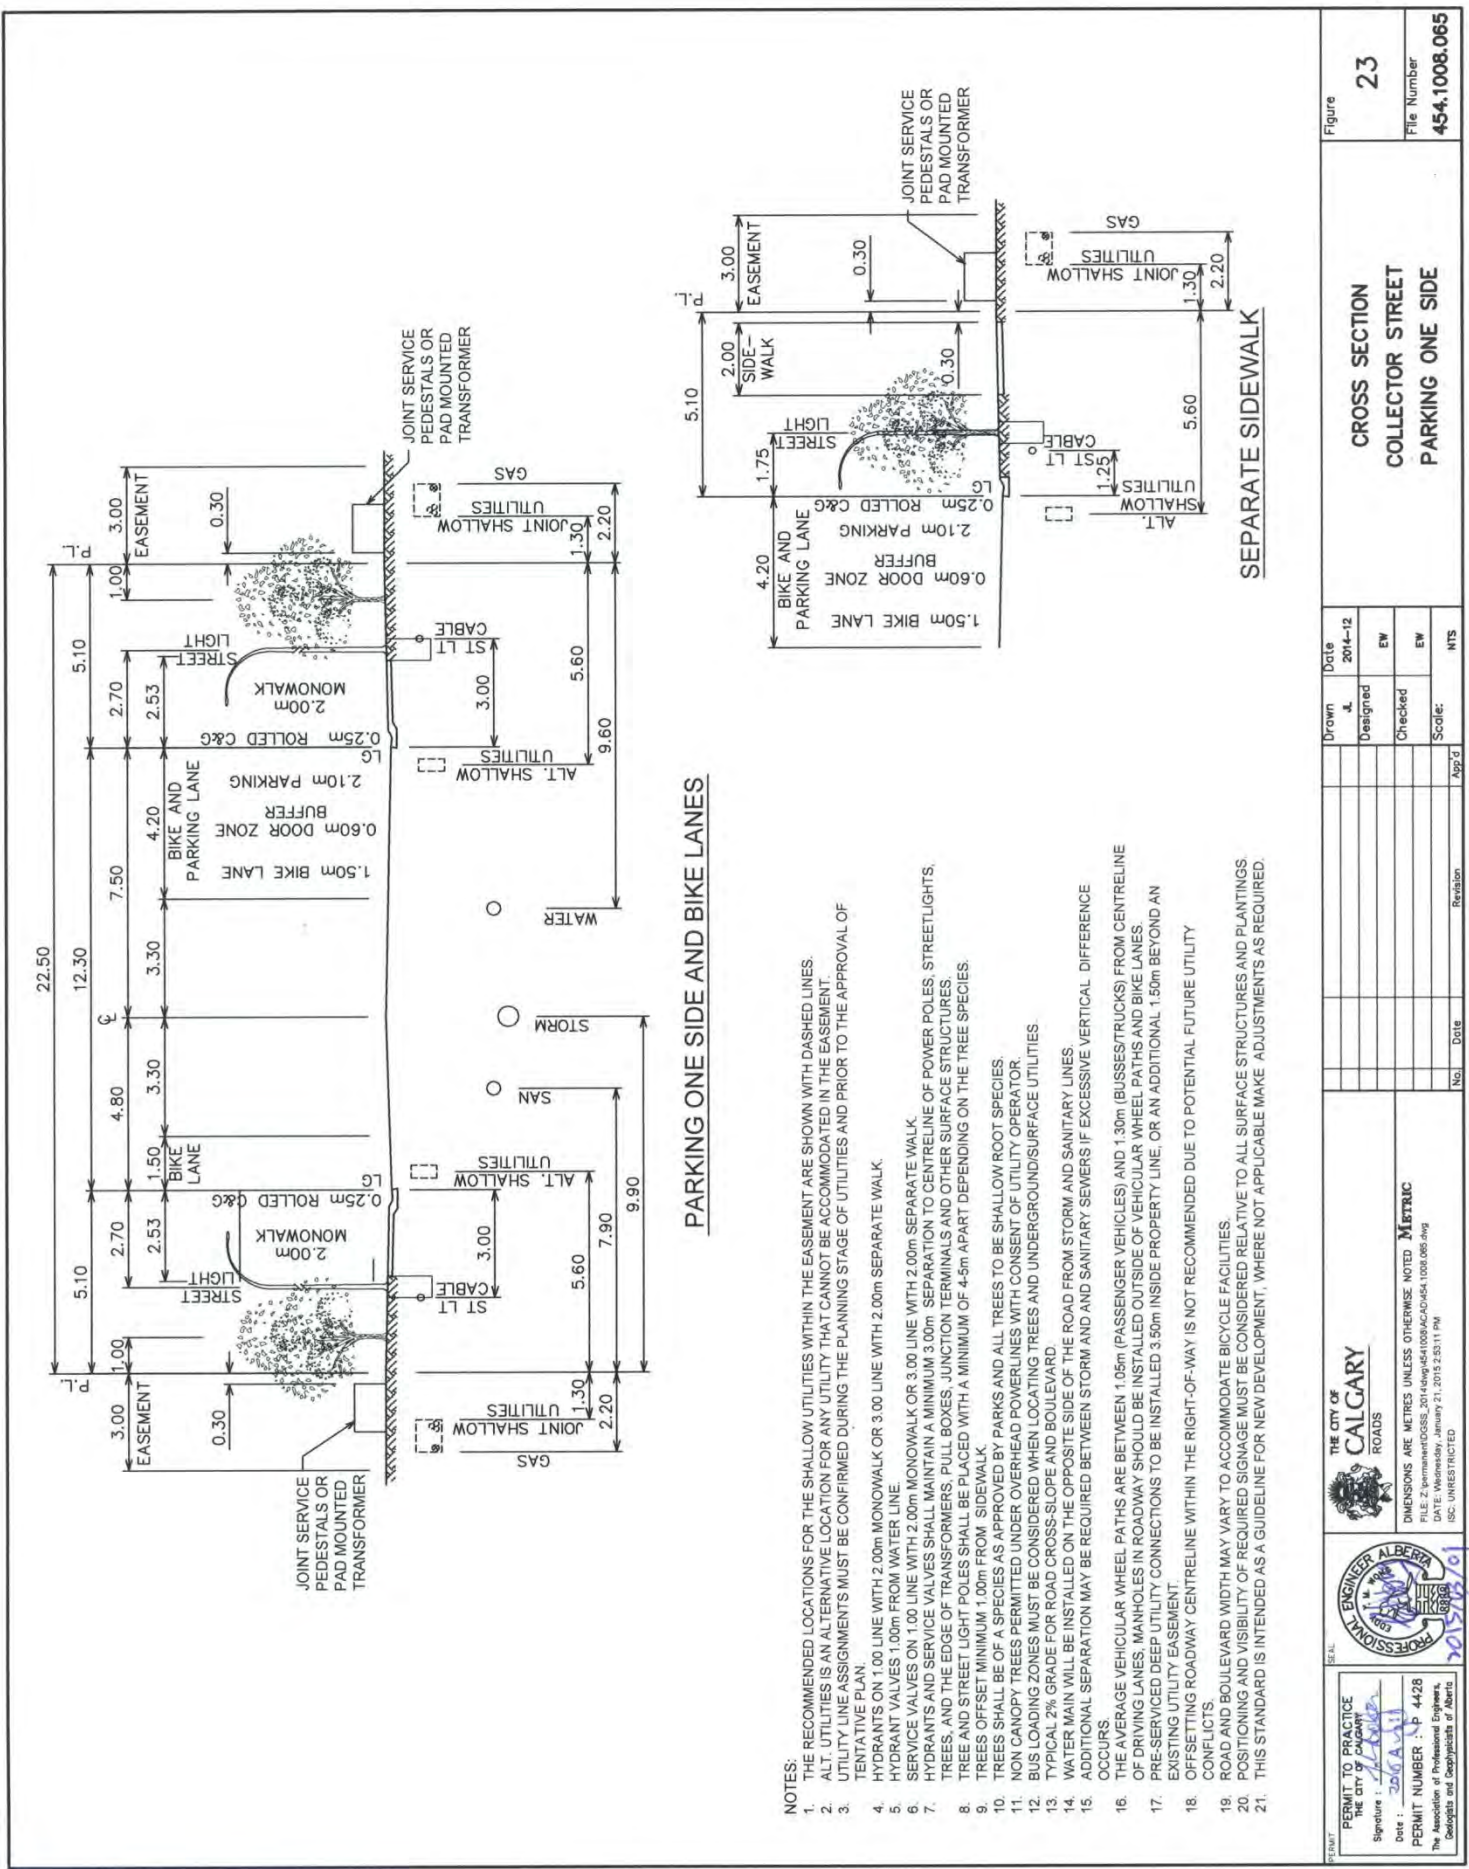 22.50
5.10
12.30
5.10
2.70
4.80
℄
7.50
2.70
P.L.
3.00
EASEMENT
1.00
2.53
1.50
BIKE
LANE
3.30
3.30
4.20
BIKE AND
PARKING LANE
2.53
1.00
P.L.
3.00
EASEMENT
0.30
0.30
STREET
LIGHT
2.00m
MONOWALK
0.25m ROLLED C&G
LG
1.50m BIKE LANE
0.60m DOOR ZONE
BUFFER
2.10m PARKING
0.25m ROLLED C&G
LG
2.00m
MONOWALK
STREET
LIGHT
JOINT SERVICE
PEDESTALS OR
PAD MOUNTED
TRANSFORMER
JOINT SERVICE
PEDESTALS OR
PAD MOUNTED
TRANSFORMER
GAS
JOINT SHALLOW
UTILITIES
ST LT
CABLE
ALT. SHALLOW
UTILITIES
SAN
STORM
WATER
ALT. SHALLOW
UTILITIES
ST LT
CABLE
JOINT SHALLOW
UTILITIES
GAS
1.30
2.20
3.00
5.60
7.90
9.90
3.00
5.60
9.60
1.30
2.20
PARKING ONE SIDE AND BIKE LANES
5.10
P.L.
4.20
BIKE AND
PARKING LANE
1.75
2.00
SIDE-
WALK
3.00
EASEMENT
0.30
0.30
1.50m BIKE LANE
0.60m DOOR ZONE
BUFFER
2.10m PARKING
0.25m ROLLED C&G
LG
STREET
LIGHT
JOINT SERVICE
PEDESTALS OR
PAD MOUNTED
TRANSFORMER
ALT.
SHALLOW
UTILITIES
1.25
ST LT
CABLE
JOINT SHALLOW
UTILITIES
GAS
1.30
2.20
5.60
SEPARATE SIDEWALK
NOTES:
1. THE RECOMMENDED LOCATIONS FOR THE SHALLOW UTILITIES WITHIN THE EASEMENT ARE SHOWN WITH DASHED LINES.
2. ALT. UTILITIES IS AN ALTERNATIVE LOCATION FOR ANY UTILITY THAT CANNOT BE ACCOMMODATED IN THE EASEMENT.
3. UTILITY LINE ASSIGNMENTS MUST BE CONFIRMED DURING THE PLANNING STAGE OF UTILITIES AND PRIOR TO THE APPROVAL OF
TENTATIVE PLAN.
4. HYDRANTS ON 1.00 LINE WITH 2.00m MONOWALK OR 3.00 LINE WITH 2.00m SEPARATE WALK.
5. HYDRANT VALVES 1.00m FROM WATER LINE.
6. SERVICE VALVES ON 1.00 LINE WITH 2.00m MONOWALK OR 3.00 LINE WITH 2.00m SEPARATE WALK.
7. HYDRANTS AND SERVICE VALVES SHALL MAINTAIN A MINIMUM 3.00m SEPARATION TO CENTRELINE OF POWER POLES, STREETLIGHTS,
TREES, AND THE EDGE OF TRANSFORMERS, PULL BOXES, JUNCTION TERMINALS AND OTHER SURFACE STRUCTURES.
8. TREE AND STREET LIGHT POLES SHALL BE PLACED WITH A MINIMUM OF 4-5m APART DEPENDING ON THE TREE SPECIES.
9. TREES OFFSET MINIMUM 1.00m FROM SIDEWALK.
10. TREES SHALL BE OF A SPECIES AS APPROVED BY PARKS AND ALL TREES TO BE SHALLOW ROOT SPECIES.
11. NON CANOPY TREES PERMITTED UNDER OVERHEAD POWERLINES WITH CONSENT OF UTILITY OPERATOR.
12. BUS LOADING ZONES MUST BE CONSIDERED WHEN LOCATING TREES AND UNDERGROUND/SURFACE UTILITIES.
13. TYPICAL 2% GRADE FOR ROAD CROSS-SLOPE AND BOULEVARD.
14. WATER MAIN WILL BE INSTALLED ON THE OPPOSITE SIDE OF THE ROAD FROM STORM AND SANITARY LINES.
15. ADDITIONAL SEPARATION MAY BE REQUIRED BETWEEN STORM AND AND SANITARY SEWERS IF EXCESSIVE VERTICAL DIFFERENCE
OCCURS.
16. THE AVERAGE VEHICULAR WHEEL PATHS ARE BETWEEN 1.05m (PASSENGER VEHICLES) AND 1.30m (BUSSES/TRUCKS) FROM CENTRELINE
OF DRIVING LANES, MANHOLES IN ROADWAY SHOULD BE INSTALLED OUTSIDE OF VEHICULAR WHEEL PATHS AND BIKE LANES.
17. PRE-SERVICED DEEP UTILITY CONNECTIONS TO BE INSTALLED 3.50m INSIDE PROPERTY LINE, OR AN ADDITIONAL 1.50m BEYOND AN
EXISTING UTILITY EASEMENT.
18. OFFSETTING ROADWAY CENTRELINE WITHIN THE RIGHT-OF-WAY IS NOT RECOMMENDED DUE TO POTENTIAL FUTURE UTILITY
CONFLICTS.
19. ROAD AND BOULEVARD WIDTH MAY VARY TO ACCOMMODATE BICYCLE FACILITIES.
20. POSITIONING AND VISIBILITY OF REQUIRED SIGNAGE MUST BE CONSIDERED RELATIVE TO ALL SURFACE STRUCTURES AND PLANTINGS.
21. THIS STANDARD IS INTENDED AS A GUIDELINE FOR NEW DEVELOPMENT, WHERE NOT APPLICABLE MAKE ADJUSTMENTS AS REQUIRED.
PERMIT
PERMIT TO PRACTICE
THE CITY OF CALGARY
Signature :
Date :
PERMIT NUMBER : P 4428
The Association of Professional Engineers,
Geologists and Geophysicists of Alberta
SEAL
PROFESSIONAL ENGINEER ALBERTA
EDDY T. M. WONG
2015/03/01
THE CITY OF
CALGARY
ROADS
DIMENSIONS ARE METRES UNLESS OTHERWISE NOTED METRIC
FILE: Z:\permanent\DGSS_2014\dwg\4541008\ACAD\454.1008.065.dwg
DATE: Wednesday, January 21, 2015 2:53:11 PM
ISC: UNRESTRICTED
No. Date Revision App'd
Drawn JL
Date 2014-12
Designed EW
Checked EW
Scale: NTS
CROSS SECTION
COLLECTOR STREET
PARKING ONE SIDE
Figure
23
File Number
454.1008.065